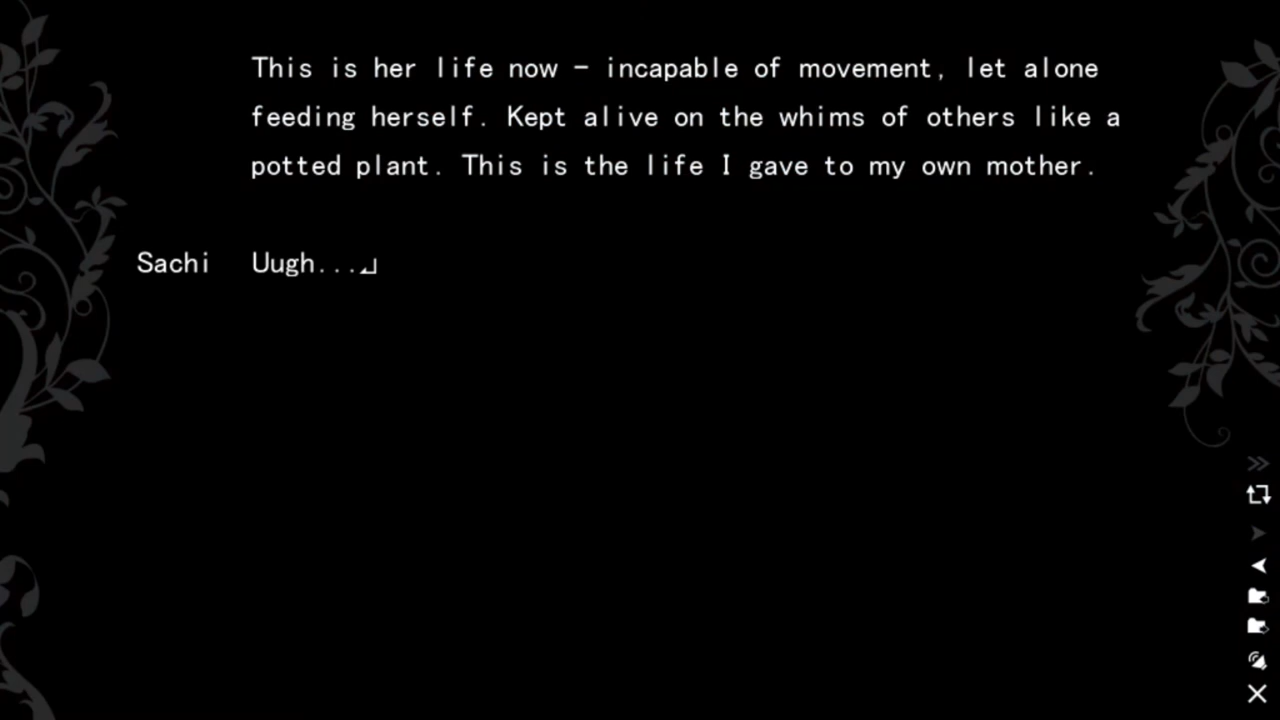 This is her life now – incapable of movement, let alone
feeding herself. Kept alive on the whims of others like a
potted plant. This is the life I gave to my own mother.
Sachi Uugh...